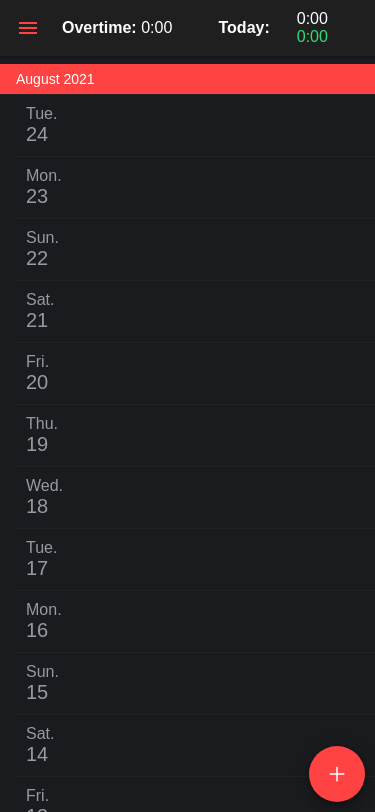 Overtime: 0:00
Today:
0:00
0:00
August 2021
Tue.
24
Mon.
23
Sun.
22
Sat.
21
Fri.
20
Thu.
19
Wed.
18
Tue.
17
Mon.
16
Sun.
15
Sat.
14
Fri.